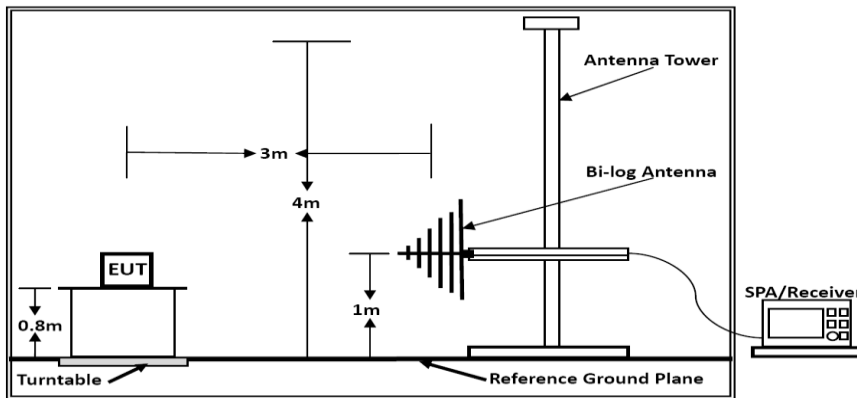 Antenna Tower
3m
Bi-log Antenna
4m
EUT
0.8m
1m
SPA/Receiver
Turntable
Reference Ground Plane